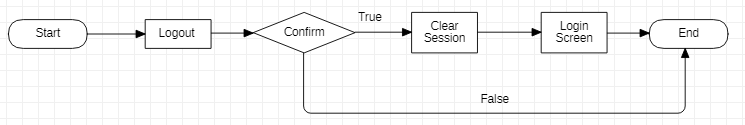 Start
Logout
Confirm
True
Clear
Session
Login
Screen
End
False